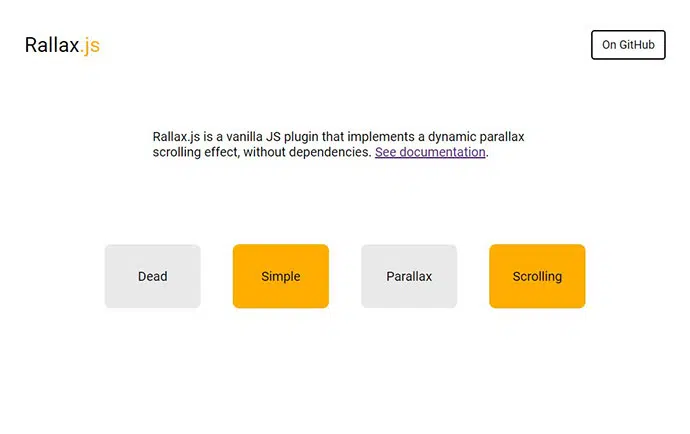 Rallax.js
On GitHub
Rallax.js is a vanilla JS plugin that implements a dynamic parallax
scrolling effect, without dependencies. See documentation.
Dead
Simple
Parallax
Scrolling